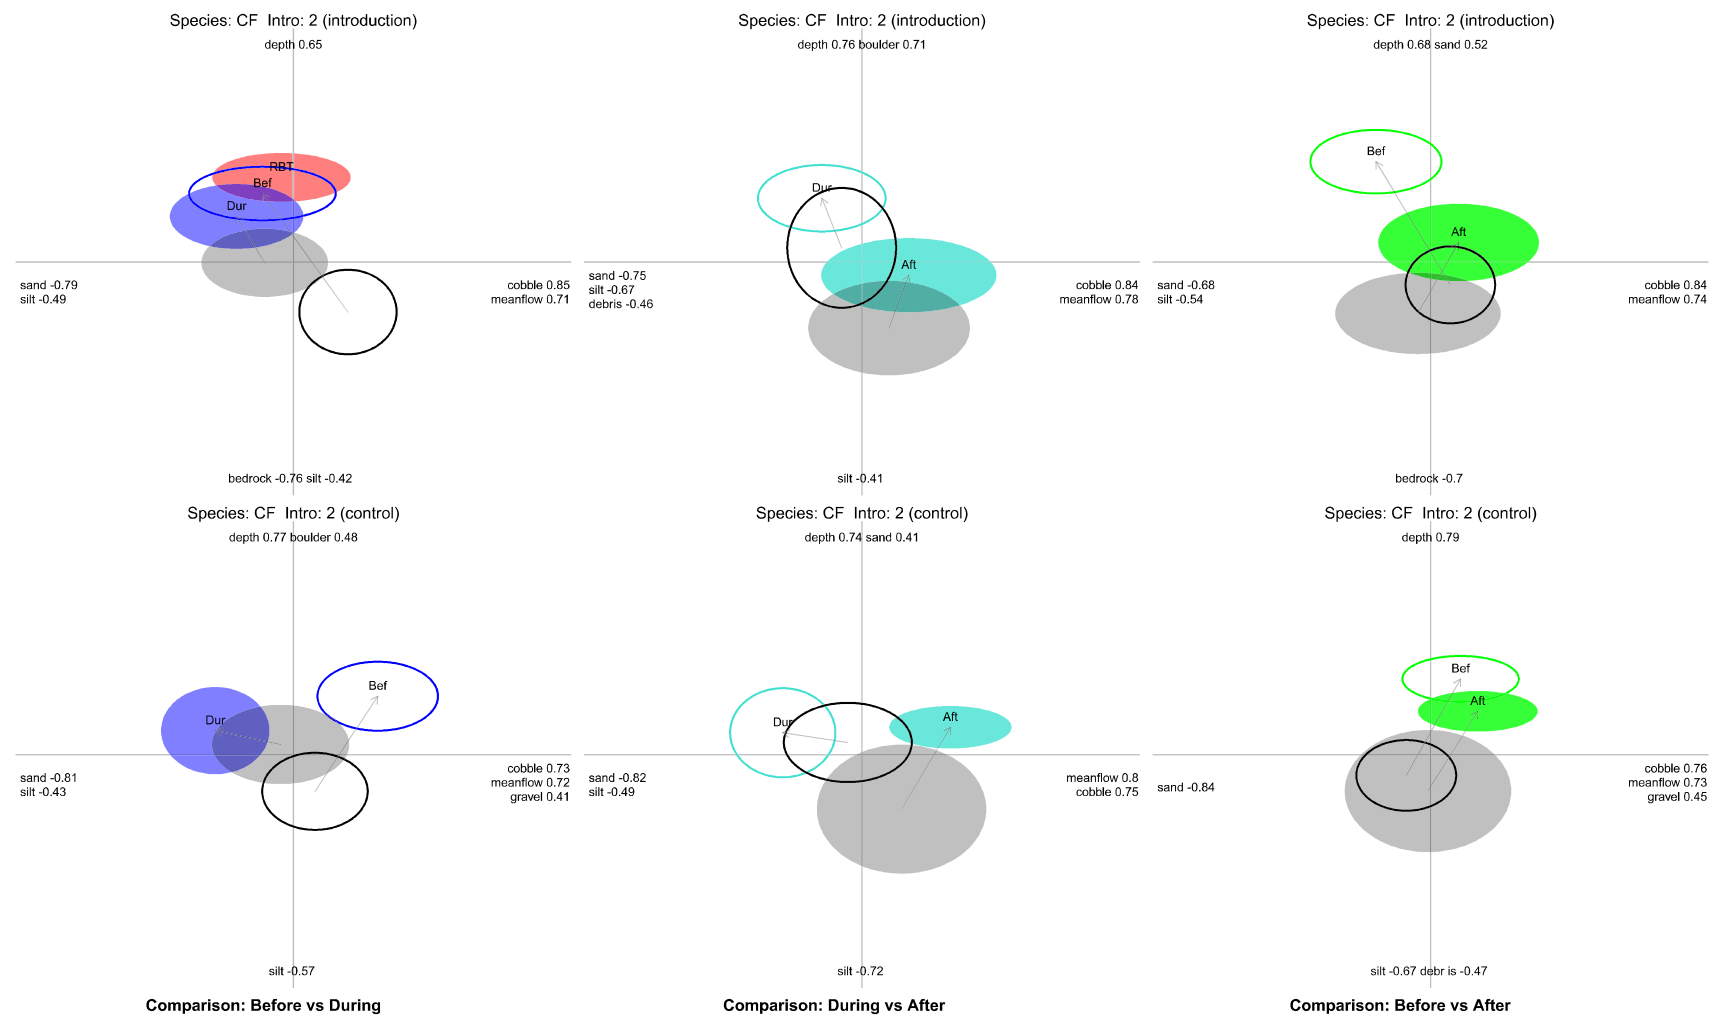 Species: CF  Intro: 2 (introduction)
depth 0.65
RBT
Bef
Dur
sand -0.79
silt -0.49
cobble 0.85
meanflow 0.71
bedrock -0.76 silt -0.42
Species: CF  Intro: 2 (introduction)
depth 0.76 boulder 0.71
Dur
Aft
sand -0.75
silt -0.67
debris -0.46
cobble 0.84
meanflow 0.78
silt -0.41
Species: CF  Intro: 2 (introduction)
depth 0.68 sand 0.52
Bef
Aft
sand -0.68
silt -0.54
cobble 0.84
meanflow 0.74
bedrock -0.7
Species: CF  Intro: 2 (control)
depth 0.77 boulder 0.48
Bef
Dur
sand -0.81
silt -0.43
cobble 0.73
meanflow 0.72
gravel 0.41
silt -0.57
Comparison: Before vs During
Species: CF  Intro: 2 (control)
depth 0.74 sand 0.41
Dur
Aft
sand -0.82
silt -0.49
meanflow 0.8
cobble 0.75
silt -0.72
Comparison: During vs After
Species: CF  Intro: 2 (control)
depth 0.79
Bef
Aft
sand -0.84
cobble 0.76
meanflow 0.73
gravel 0.45
silt -0.67 debr is -0.47
Comparison: Before vs After